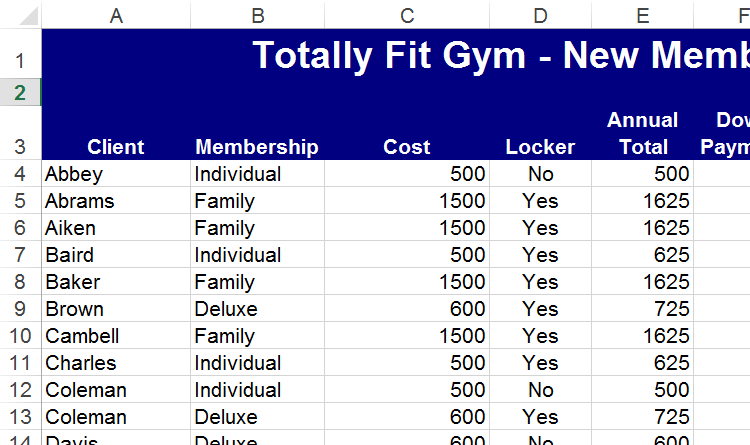 A B C D E F
1 Totally Fit Gym - New Memb
2
Annual Dov
3 Client Membership Cost Locker Total Paym
4 Abbey Individual 500 No 500
5 Abrams Family 1500 Yes 1625
6 Aiken Family 1500 Yes 1625
7 Baird Individual 500 Yes 625
8 Baker Family 1500 Yes 1625
9 Brown Deluxe 600 Yes 725
10 Cambell Family 1500 Yes 1625
11 Charles Individual 500 Yes 625
12 Coleman Individual 500 No 500
13 Coleman Deluxe 600 Yes 725
14 Davis Deluxe 600 No 600